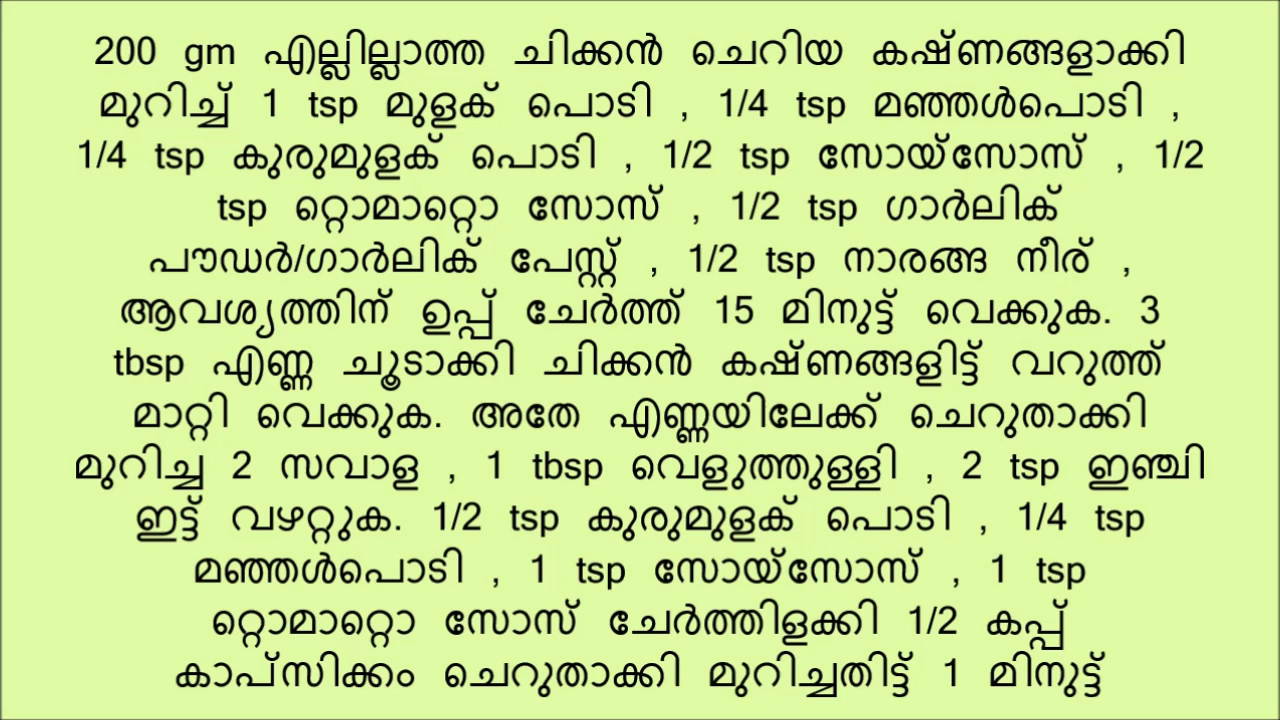 200 gm എല്ലില്ലാത്ത ചിക്കൻ ചെറിയ കഷ്ണങ്ങളാക്കി
മുറിച്ച് 1 tsp മുളക് പൊടി , 1/4 tsp മഞ്ഞൾപൊടി ,
1/4 tsp കുരുമുളക് പൊടി , 1/2 tsp സോയ്സോസ് , 1/2
tsp റ്റൊമാറ്റൊ സോസ് , 1/2 tsp ഗാർലിക്
പൗഡർ/ഗാർലിക് പേസ്റ്റ് , 1/2 tsp നാരങ്ങ നീര് ,
ആവശ്യത്തിന് ഉപ്പ് ചേർത്ത് 15 മിനുട്ട് വെക്കുക. 3
tbsp എണ്ണ ചൂടാക്കി ചിക്കൻ കഷ്ണങ്ങളിട്ട് വറുത്ത്
മാറ്റി വെക്കുക. അതേ എണ്ണയിലേക്ക് ചെറുതാക്കി
മുറിച്ച 2 സവാള , 1 tbsp വെളുത്തുള്ളി , 2 tsp ഇഞ്ചി
ഇട്ട് വഴറ്റുക. 1/2 tsp കുരുമുളക് പൊടി , 1/4 tsp
മഞ്ഞൾപൊടി , 1 tsp സോയ്സോസ് , 1 tsp
റ്റൊമാറ്റൊ സോസ് ചേർത്തിളക്കി 1/2 കപ്പ്
കാപ്സിക്കം ചെറുതാക്കി മുറിച്ചതിട്ട് 1 മിനുട്ട്